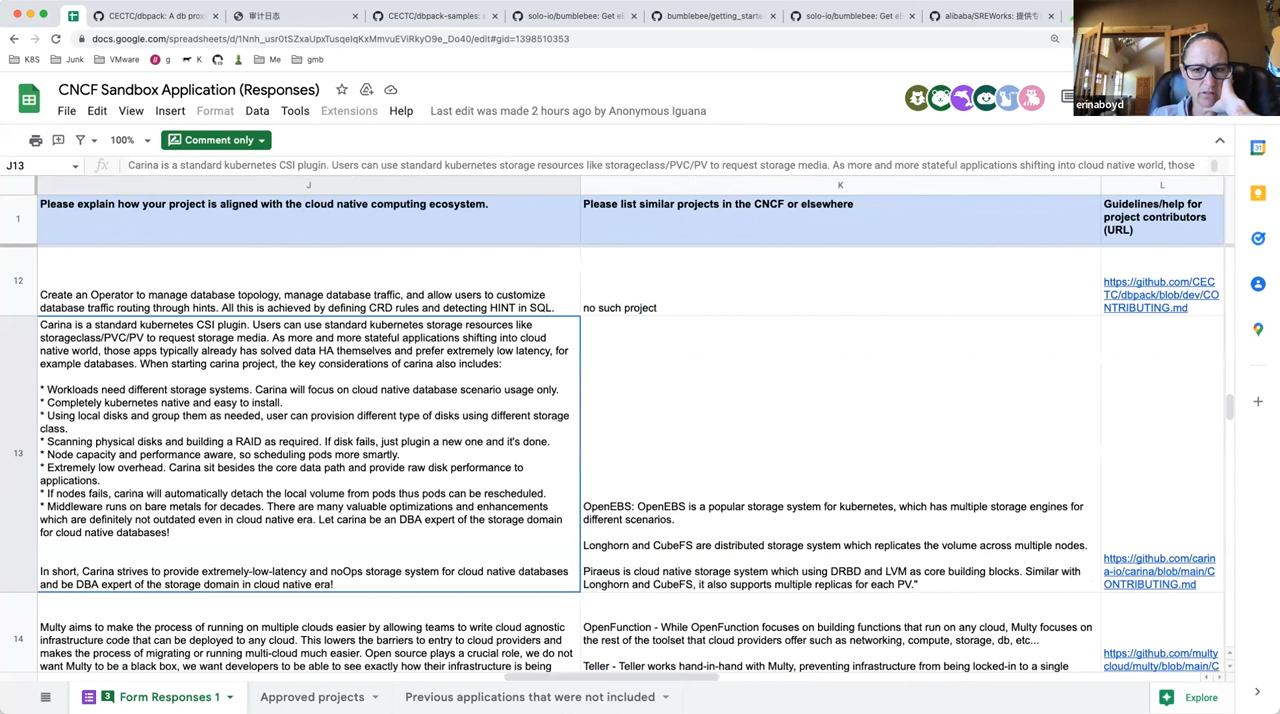 CECTC/dbpack: A db prox
审计日志
CECTC/dbpack-samples: s
solo-io/bumblebee: Get eE
bumblebee/getting_starte
solo-io/bumblebee: Get eE
alibaba/SREWorks: 提供专
docs.google.com/spreadsheets/d/1Nnh_usr0tSZxaUpxTusqeIqKxMmvuEViRkyO9e_Do40/edit#gid=1398510353
K8S
Junk
VMware
g
K
Me
gmb
erinaboyd
CNCF Sandbox Application (Responses)
File Edit View Insert Format Data Tools Extensions Help Last edit was made 2 hours ago by Anonymous Iguana
100% Comment only
J13 fx Carina is a standard kubernetes CSI plugin. Users can use standard kubernetes storage resources like storageclass/PVC/PV to request storage media. As more and more stateful applications shifting into cloud native world, those
J K L
1
Please explain how your project is aligned with the cloud native computing ecosystem.
Please list similar projects in the CNCF or elsewhere
Guidelines/help for
project contributors
(URL)
12
Create an Operator to manage database topology, manage database traffic, and allow users to customize
database traffic routing through hints. All this is achieved by defining CRD rules and detecting HINT in SQL.
no such project
https://github.com/CEC
TC/dbpack/blob/dev/CO
NTRIBUTING.md
13
Carina is a standard kubernetes CSI plugin. Users can use standard kubernetes storage resources like
storageclass/PVC/PV to request storage media. As more and more stateful applications shifting into cloud
native world, those apps typically already has solved data HA themselves and prefer extremely low latency, for
example databases. When starting carina project, the key considerations of carina also includes:
* Workloads need different storage systems. Carina will focus on cloud native database scenario usage only.
* Completely kubernetes native and easy to install.
* Using local disks and group them as needed, user can provision different type of disks using different storage
class.
* Scanning physical disks and building a RAID as required. If disk fails, just plugin a new one and it's done.
* Node capacity and performance aware, so scheduling pods more smartly.
* Extremely low overhead. Carina sit besides the core data path and provide raw disk performance to
applications.
* If nodes fails, carina will automatically detach the local volume from pods thus pods can be rescheduled.
* Middleware runs on bare metals for decades. There are many valuable optimizations and enhancements
which are definitely not outdated even in cloud native era. Let carina be an DBA expert of the storage domain
for cloud native databases!
In short, Carina strives to provide extremely-low-latency and noOps storage system for cloud native databases
and be DBA expert of the storage domain in cloud native era!
OpenEBS: OpenEBS is a popular storage system for kubernetes, which has multiple storage engines for
different scenarios.
Longhorn and CubeFS are distributed storage system which replicates the volume across multiple nodes.
Piraeus is cloud native storage system which using DRBD and LVM as core building blocks. Similar with
Longhorn and CubeFS, it also supports multiple replicas for each PV."
https://github.com/carin
a-io/carina/blob/main/C
ONTRIBUTING.md
14
Multy aims to make the process of running on multiple clouds easier by allowing teams to write cloud agnostic
infrastructure code that can be deployed to any cloud. This lowers the barriers to entry to cloud providers and
makes the process of migrating or running multi-cloud much easier. Open source plays a crucial role, we do not
want Multy to be a black box, we want developers to be able to see exactly how their infrastructure is being
OpenFunction - While OpenFunction focuses on building functions that run on any cloud, Multy focuses on
the rest of the toolset that cloud providers offer such as networking, compute, storage, db, etc...
Teller - Teller works hand-in-hand with Multy, preventing infrastructure from being locked-in to a single
https://github.com/multy
cloud/multy/blob/main/C
3 Form Responses 1 Approved projects Previous applications that were not included Explore